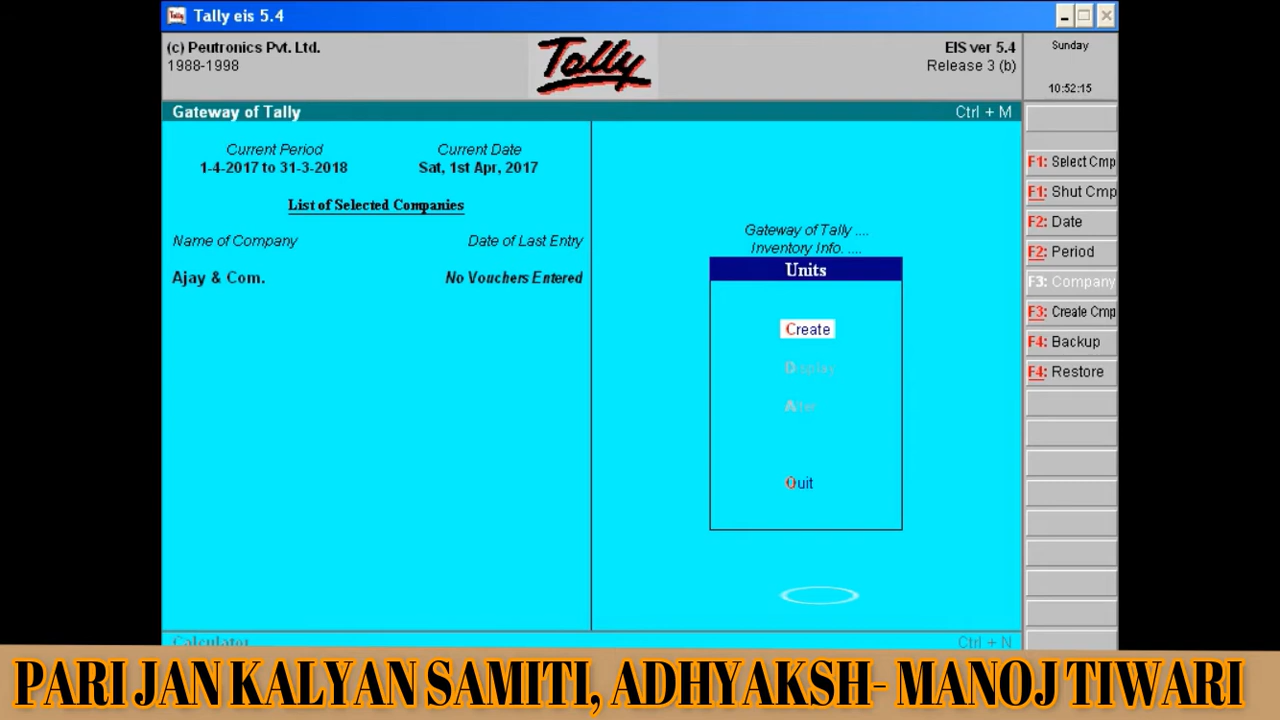 Tally eis 5.4
(c) Peutronics Pvt. Ltd.
1988-1998
Tally
EIS ver 5.4
Release 3 (b)
Sunday
10:52:15
Gateway of Tally
Ctrl + M
Current Period
1-4-2017 to 31-3-2018
Current Date
Sat, 1st Apr, 2017
List of Selected Companies
Name of Company
Date of Last Entry
Ajay & Com.
No Vouchers Entered
Gateway of Tally ....
Inventory Info. ....
Units
Create
Display
Alter
Quit
F1: Select Cmp
F1: Shut Cmp
F2: Date
F2: Period
F3: Company
F3: Create Cmp
F4: Backup
F4: Restore
Calculator
Ctrl + N
PARI JAN KALYAN SAMITI, ADHYAKSH- MANOJ TIWARI